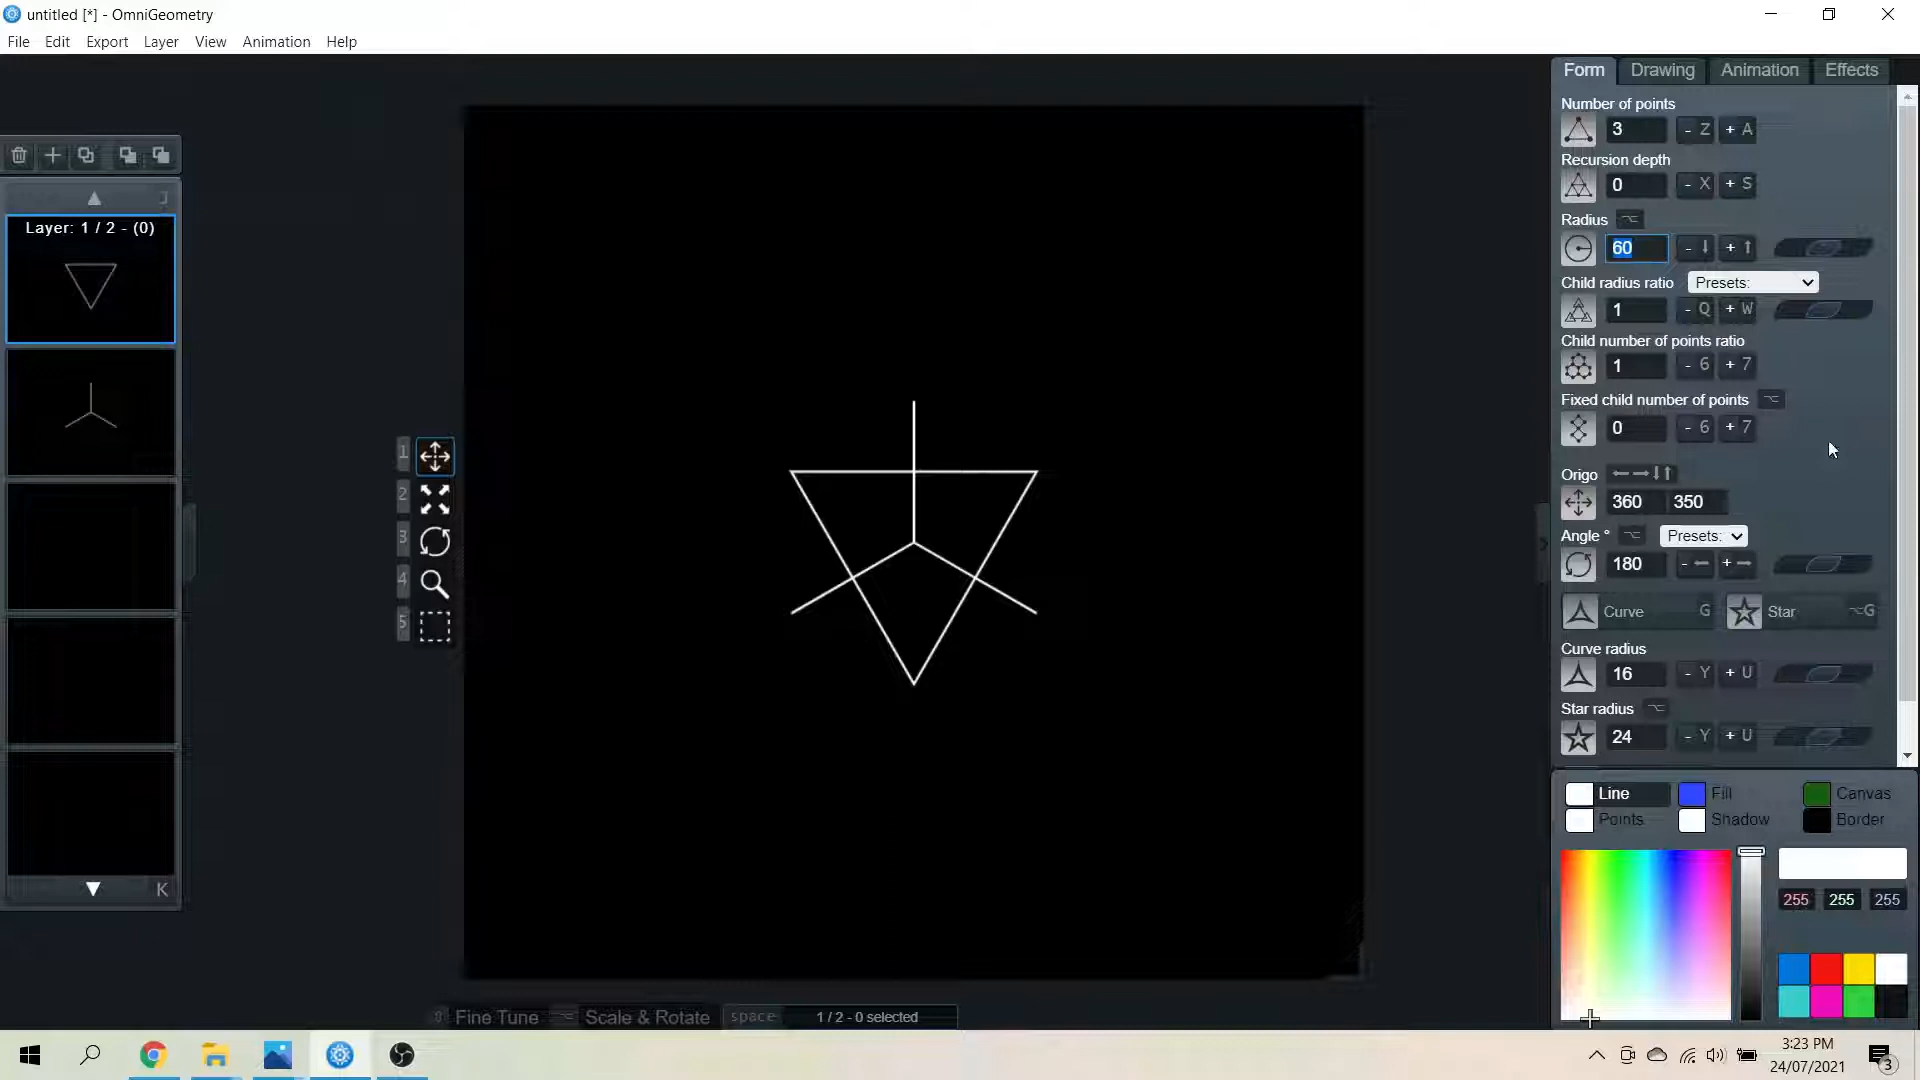 untitled [*] - OmniGeometry
File Edit Export Layer View Animation Help
Form Drawing Animation Effects
Number of points
3 - Z + A
Recursion depth
0 - X + S
Radius
60 - ↓ + ↑
Child radius ratio Presets:
1 - Q + W
Child number of points ratio
1 - 6 + 7
Fixed child number of points
0 - 6 + 7
Origo
360 350
Angle ° Presets:
180 - +
Curve G Star G
Curve radius
16 - Y + U
Star radius
24 - Y + U
Line Fill Canvas
Points Shadow Border
255 255 255
J
Layer: 1 / 2 - (0)
K
1
2
3
4
5
Fine Tune Scale & Rotate space 1 / 2 - 0 selected
3:23 PM
24/07/2021
3